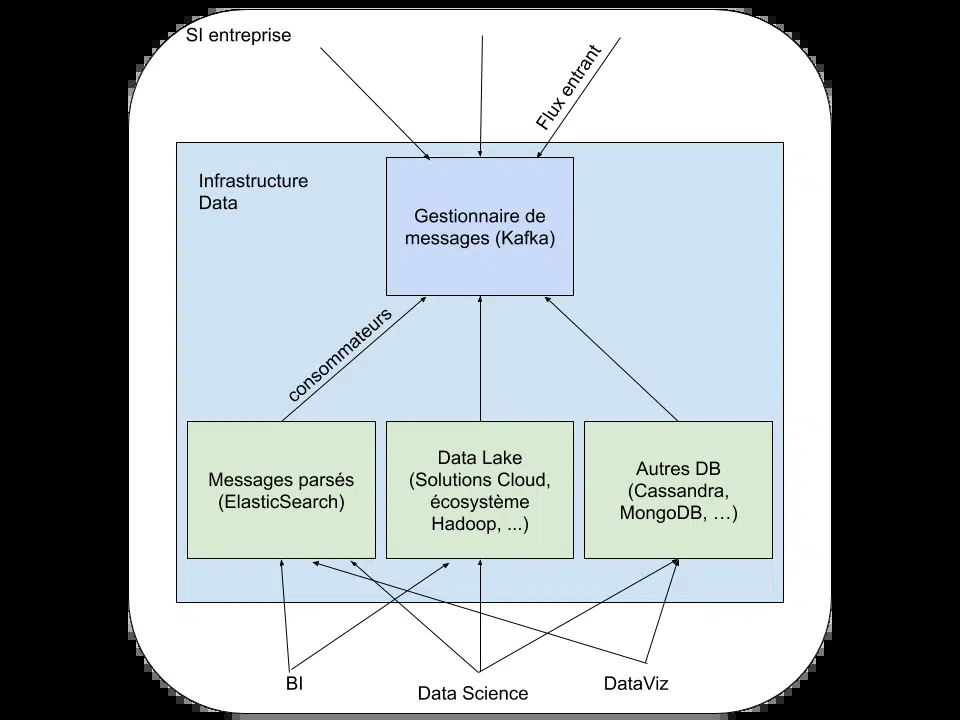 SI entreprise
Flux entrant
Infrastructure
Data
Gestionnaire de
messages (Kafka)
consommateurs
Messages parsés
(ElasticSearch)
Data Lake
(Solutions Cloud,
écosystème
Hadoop, ...)
Autres DB
(Cassandra,
MongoDB, …)
BI
Data Science
DataViz